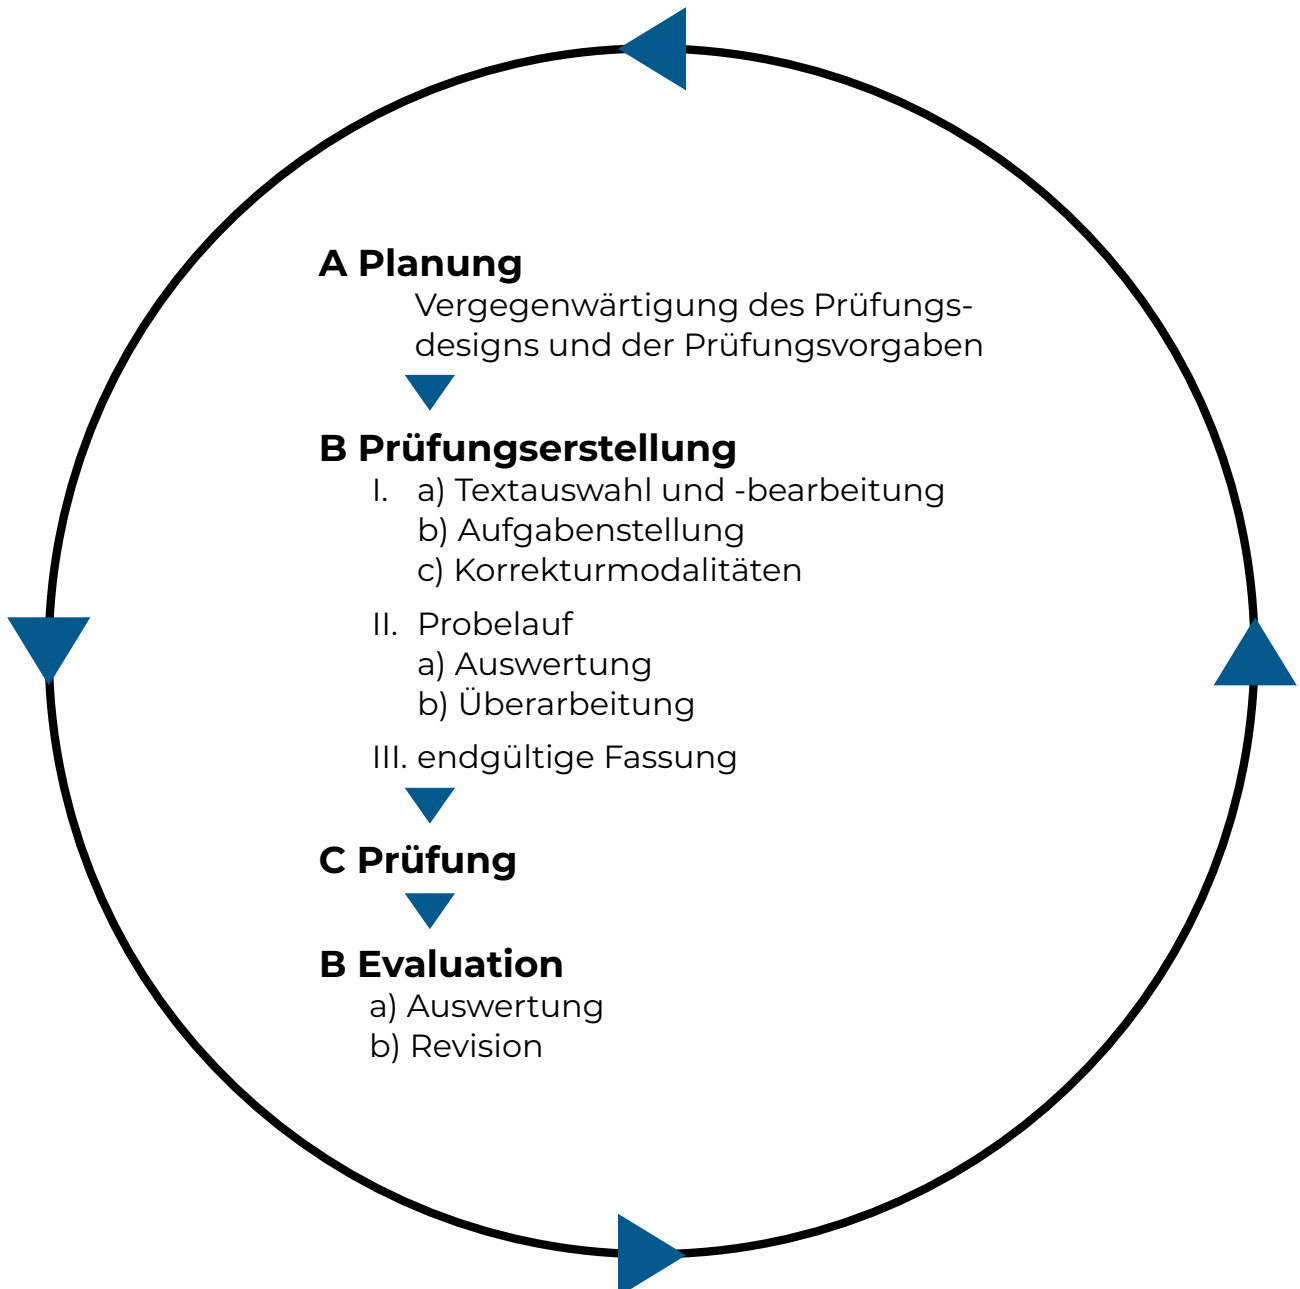 A Planung
Vergegenwärtigung des Prüfungs-
designs und der Prüfungsvorgaben
B Prüfungserstellung
I. a) Textauswahl und -bearbeitung
b) Aufgabenstellung
c) Korrekturmodalitäten
II. Probelauf
a) Auswertung
b) Überarbeitung
III. endgültige Fassung
C Prüfung
B Evaluation
a) Auswertung
b) Revision